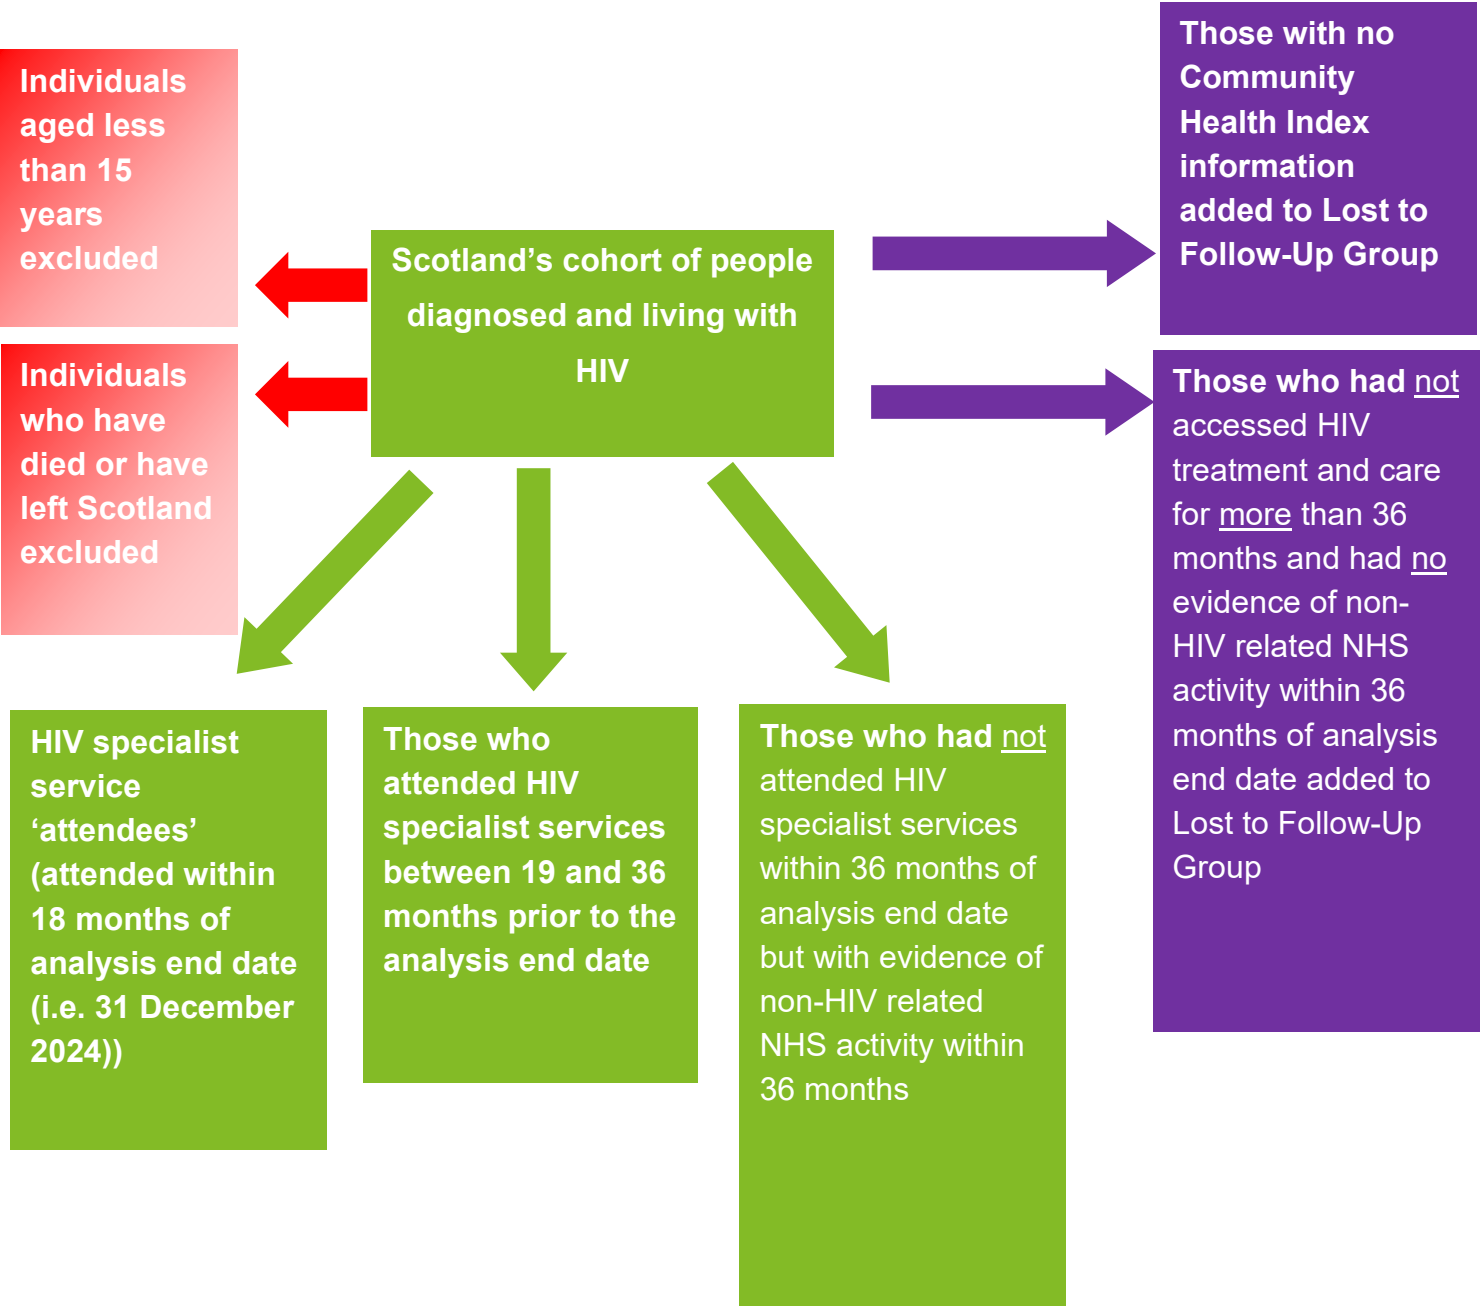 Individuals
aged less
than 15
years
excluded
Individuals
who have
died or have
left Scotland
excluded
Scotland’s cohort of people
diagnosed and living with
HIV
Those with no
Community
Health Index
information
added to Lost to
Follow-Up Group
Those who had not
accessed HIV
treatment and care
for more than 36
months and had no
evidence of non-
HIV related NHS
activity within 36
months of analysis
end date added to
Lost to Follow-Up
Group
HIV specialist
service
‘attendees’
(attended within
18 months of
analysis end date
(i.e. 31 December
2024))
Those who
attended HIV
specialist services
between 19 and 36
months prior to the
analysis end date
Those who had not
attended HIV
specialist services
within 36 months of
analysis end date
but with evidence of
non-HIV related
NHS activity within
36 months